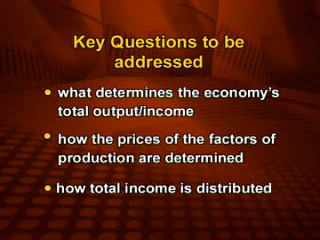 Key Questions to be
addressed
• what determines the economy's
total output/income
• how the prices of the factors of
production are determined
• how total income is distributed